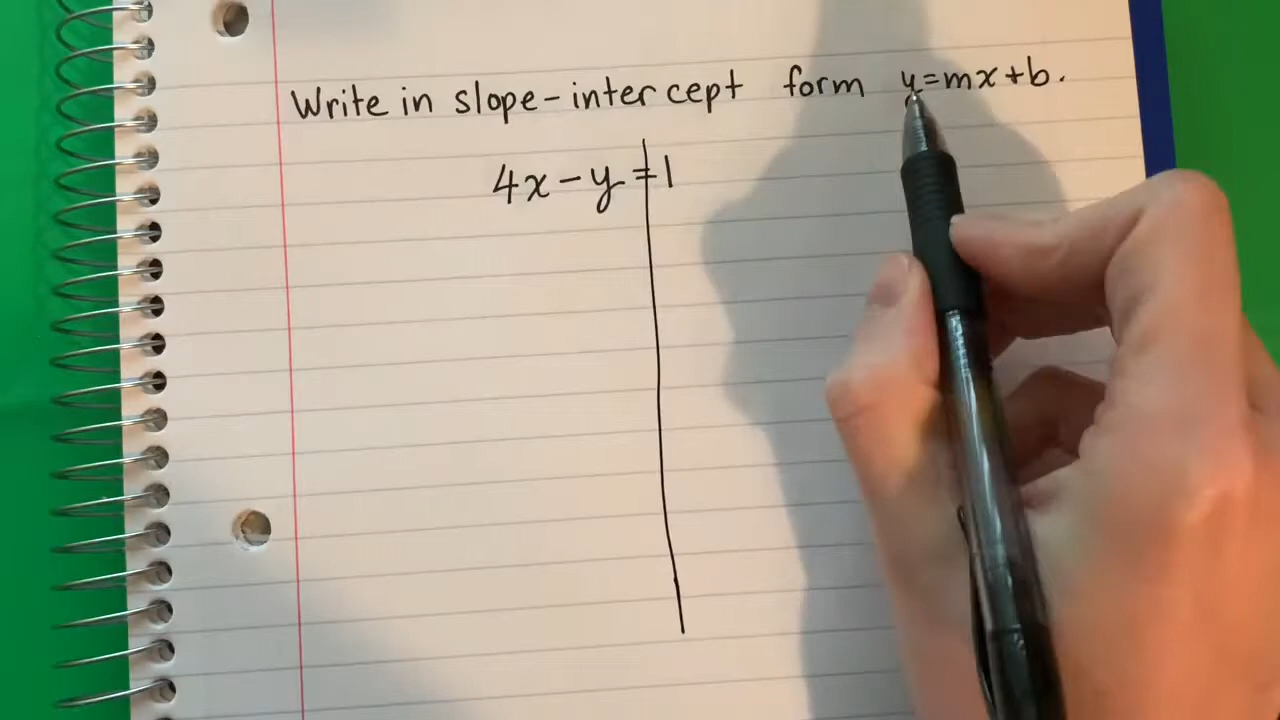 Write in slope-intercept form y=mx+b.
4x-y=1